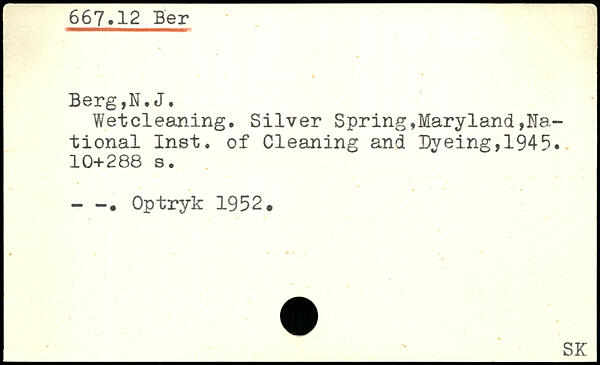 667.12 Ber
Berg,N.J.
Wetcleaning. Silver Spring,Maryland,Na-
tional Inst. of Cleaning and Dyeing,1945.
10+288 s.
- -. Optryk 1952.
SK